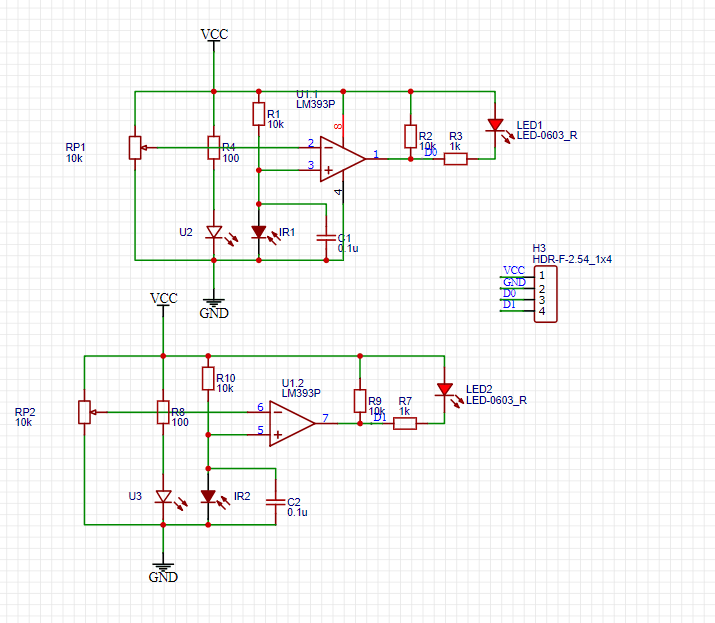 VCC
U1.1
LM393P
R1
10k
8
RP1
10k
R4
100
2
3
1
4
R2
10k
D0
R3
1k
LED1
LED-0603_R
U2
IR1
C1
0.1u
GND
H3
HDR-F-2.54_1x4
VCC 1
GND 2
D0 3
D1 4
VCC
R10
10k
U1.2
LM393P
RP2
10k
R8
100
6
5
7
R9
10k
D1
R7
1k
LED2
LED-0603_R
U3
IR2
C2
0.1u
GND